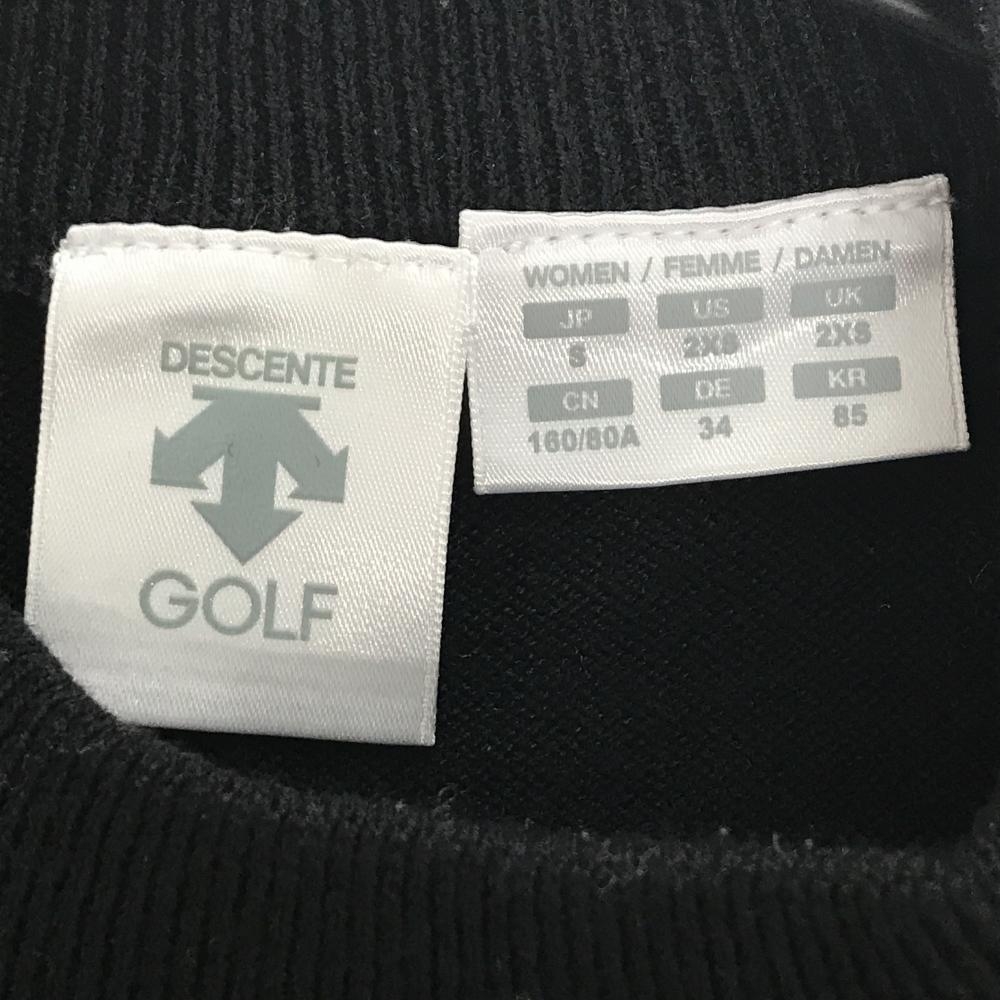 DESCENTE
GOLF
WOMEN / FEMME / DAMEN
JP US UK
S 2XS 2XS
CN DE KR
160/80A 34 85